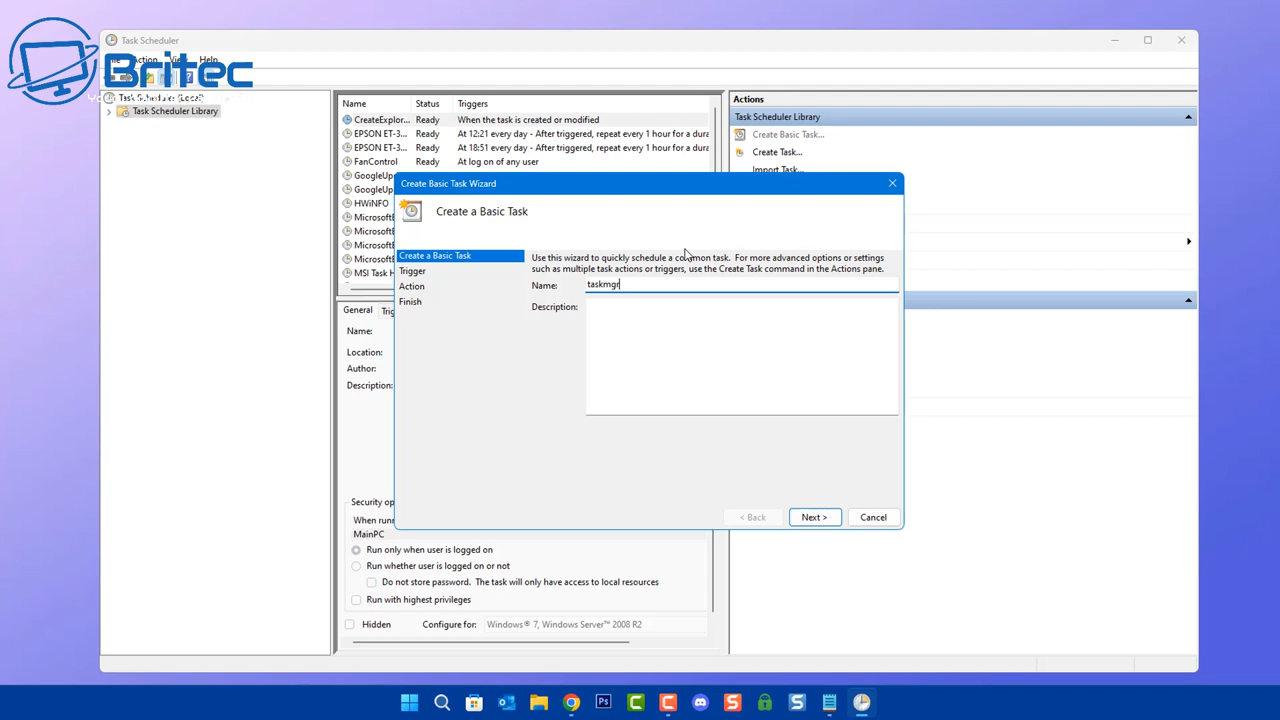 Task Scheduler
Britec
Action
View
Help
Task Scheduler (Local)
Task Scheduler Library
Name Status Triggers
CreateExplor... Ready When the task is created or modified
EPSON ET-3... Ready At 12:21 every day - After triggered, repeat every 1 hour for a dura
EPSON ET-3... Ready At 18:51 every day - After triggered, repeat every 1 hour for a dura
FanControl Ready At log on of any user
GoogleUp
GoogleUp
HWiNFO
Microsoft
Microsoft
Microsoft
Microsoft
MSI Task H
General Trig
Name:
Location:
Author:
Description:
Security op
When runn
MainPC
Run only when user is logged on
Run whether user is logged on or not
Do not store password. The task will only have access to local resources
Run with highest privileges
Hidden Configure for: Windows® 7, Windows Server™ 2008 R2
Actions
Task Scheduler Library
Create Basic Task...
Create Task...
Import Task...
Create Basic Task Wizard
Create a Basic Task
Create a Basic Task
Trigger
Action
Finish
Use this wizard to quickly schedule a common task. For more advanced options or settings
such as multiple task actions or triggers, use the Create Task command in the Actions pane.
Name: taskmgr
Description:
< Back Next > Cancel
Ps
C
C
S
S